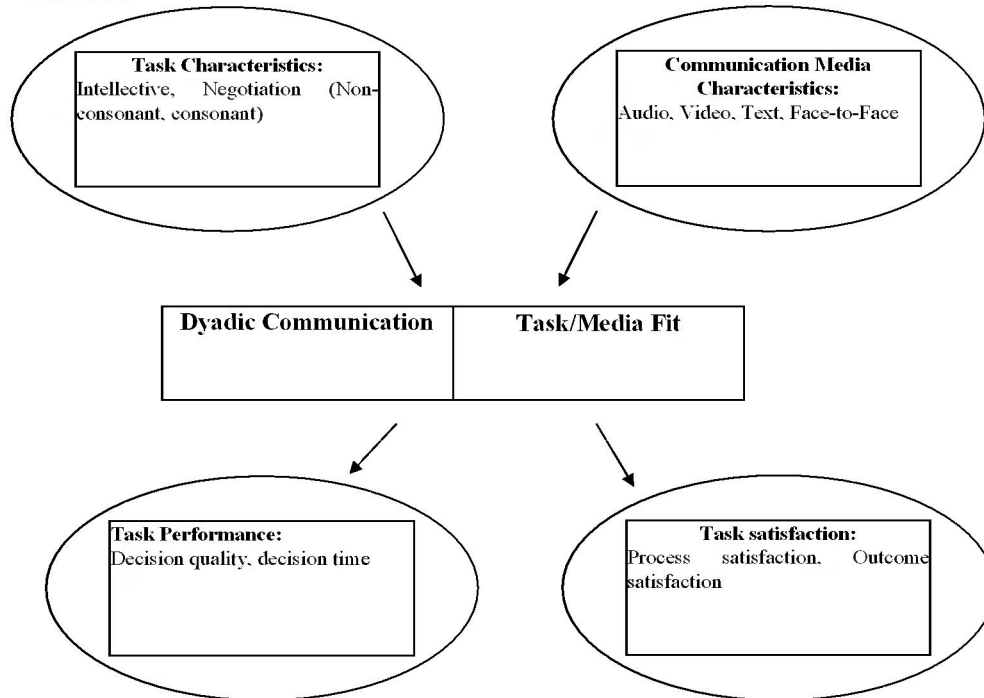 Task Characteristics:
Intellective, Negotiation (Non-
consonant, consonant)
Communication Media
Characteristics:
Audio, Video, Text, Face-to-Face
Dyadic Communication
Task/Media Fit
Task Performance:
Decision quality, decision time
Task satisfaction:
Process satisfaction, Outcome
satisfaction